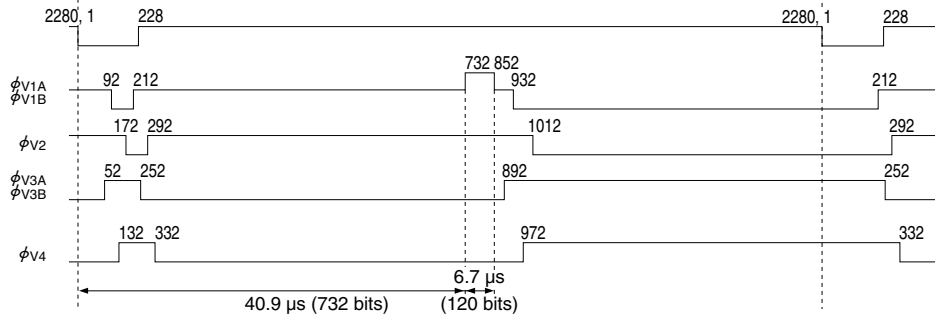 2280, 1 228 2280, 1 228
732 852
ϕV1A 92 212 932 212
ϕV1B
172 292 1012 292
ϕV2
ϕV3A 52 252 892 252
ϕV3B
132 332 972 332
ϕV4
6.7 µs
40.9 µs (732 bits) (120 bits)